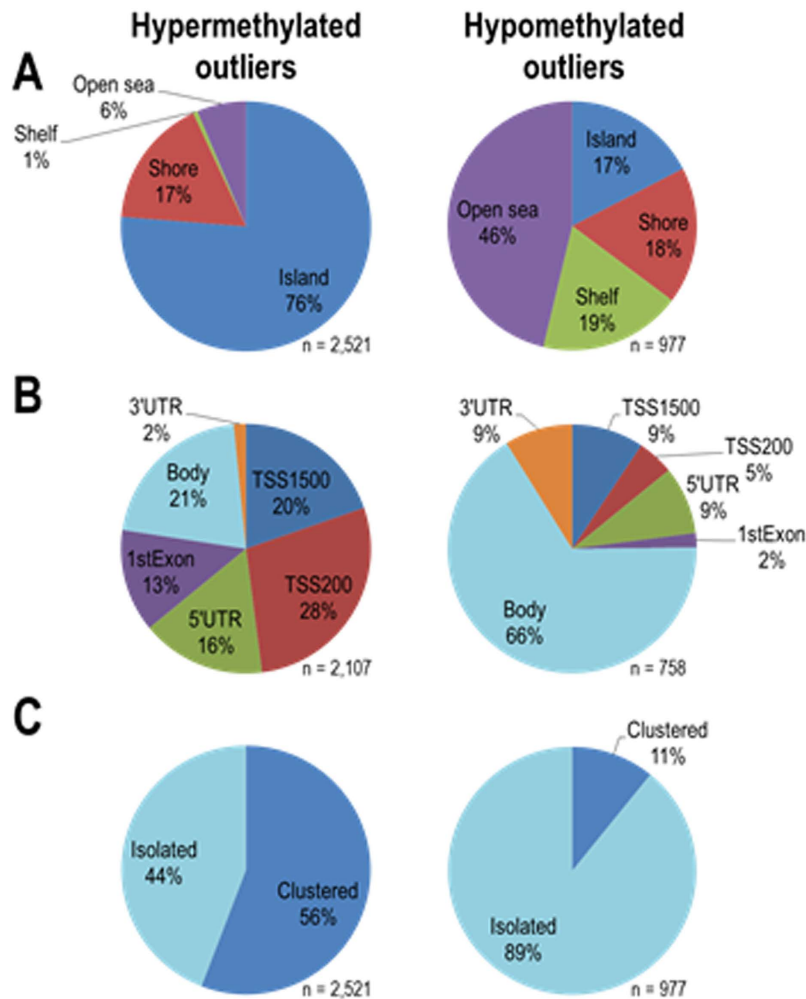 Hypermethylated
outliers
Hypomethylated
outliers
A
Open sea
6%
Shelf
1%
Shore
17%
Island
76%
n = 2,521
Island
17%
Shore
18%
Shelf
19%
Open sea
46%
n = 977
B
3'UTR
2%
Body
21%
TSS1500
20%
1stExon
13%
TSS200
28%
5'UTR
16%
n = 2,107
3'UTR
9%
TSS1500
9%
TSS200
5%
5'UTR
9%
1stExon
2%
Body
66%
n = 758
C
Isolated
44%
Clustered
56%
n = 2,521
Clustered
11%
Isolated
89%
n = 977